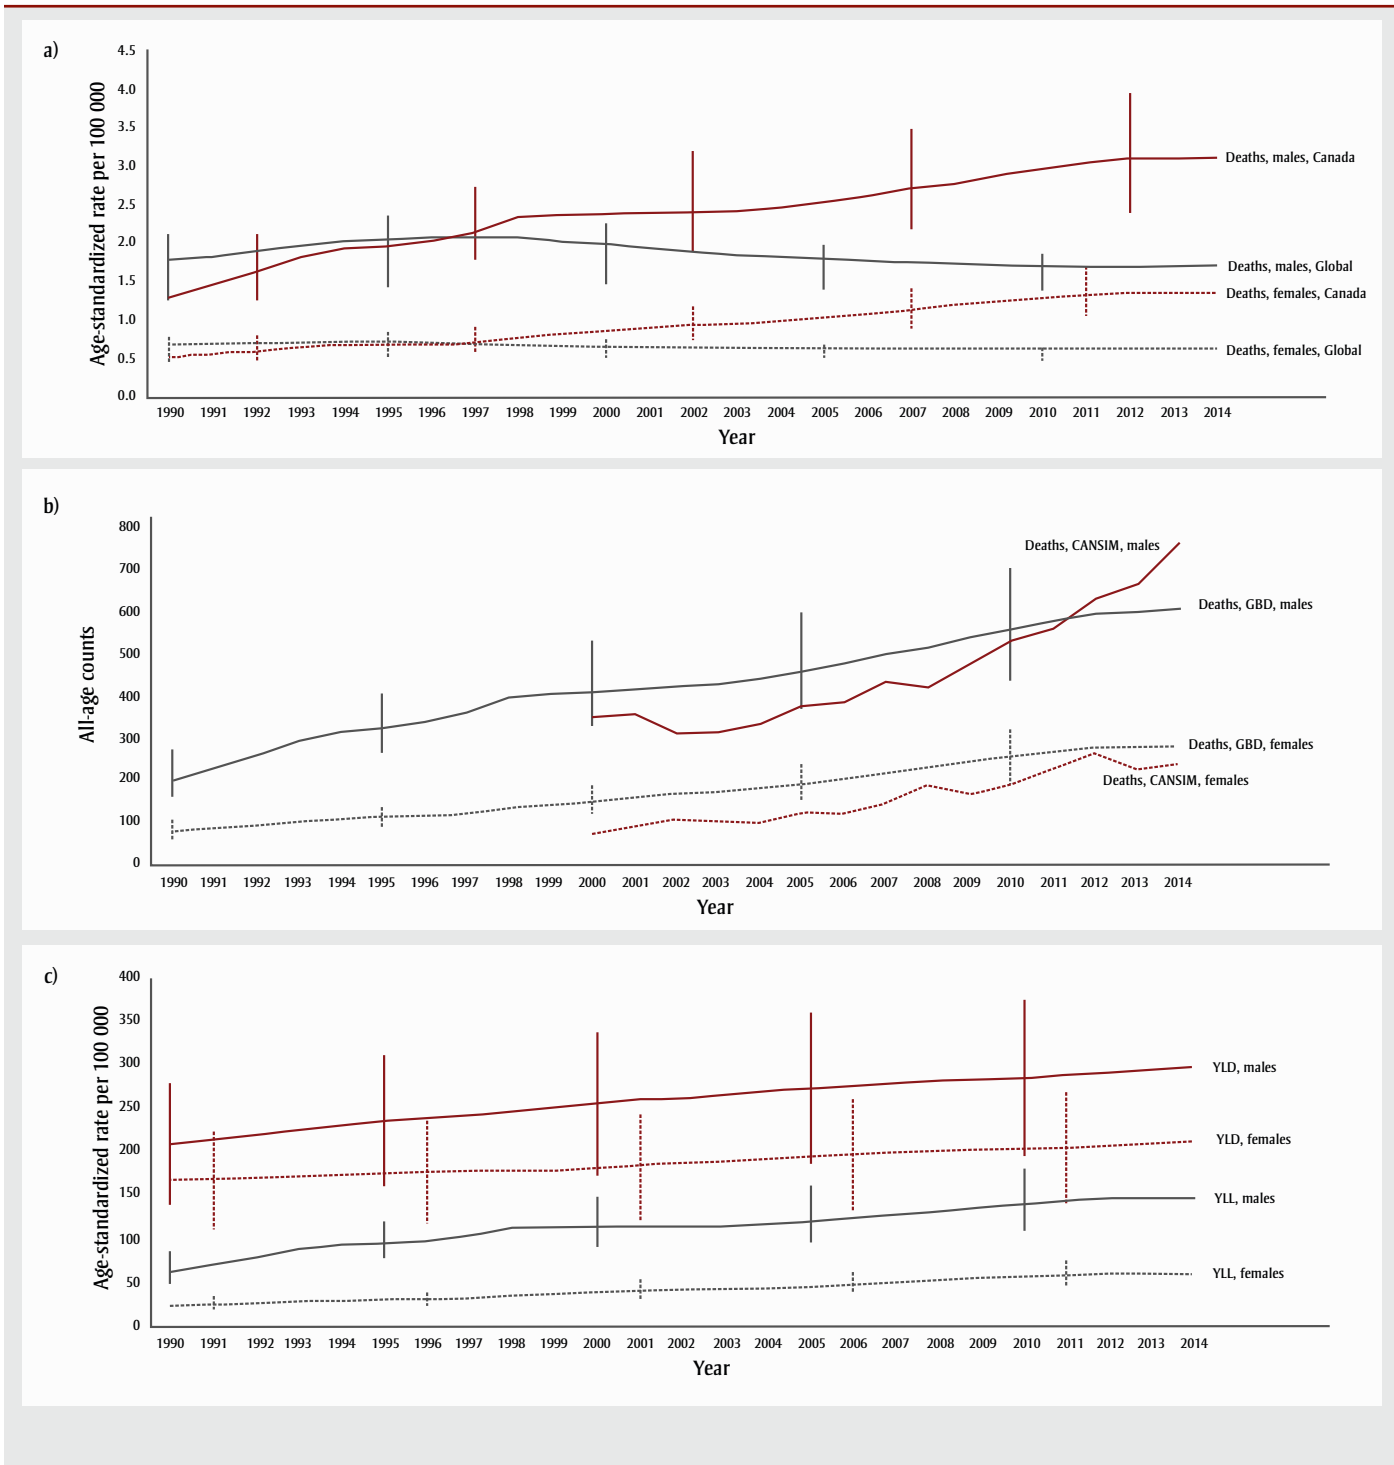 a)
Age-standardized rate per 100 000
4.5
4.0
3.5
3.0
2.5
2.0
1.5
1.0
0.5
0.0
Deaths, males, Canada
Deaths, males, Global
Deaths, females, Canada
Deaths, females, Global
1990 1991 1992 1993 1994 1995 1996 1997 1998 1999 2000 2001 2002 2003 2004 2005 2006 2007 2008 2009 2010 2011 2012 2013 2014
Year
b)
All-age counts
800
700
600
500
400
300
200
100
0
Deaths, CANSIM, males
Deaths, GBD, males
Deaths, GBD, females
Deaths, CANSIM, females
1990 1991 1992 1993 1994 1995 1996 1997 1998 1999 2000 2001 2002 2003 2004 2005 2006 2007 2008 2009 2010 2011 2012 2013 2014
Year
c)
Age-standardized rate per 100 000
400
350
300
250
200
150
100
50
0
YLD, males
YLD, females
YLL, males
YLL, females
1990 1991 1992 1993 1994 1995 1996 1997 1998 1999 2000 2001 2002 2003 2004 2005 2006 2007 2008 2009 2010 2011 2012 2013 2014
Year